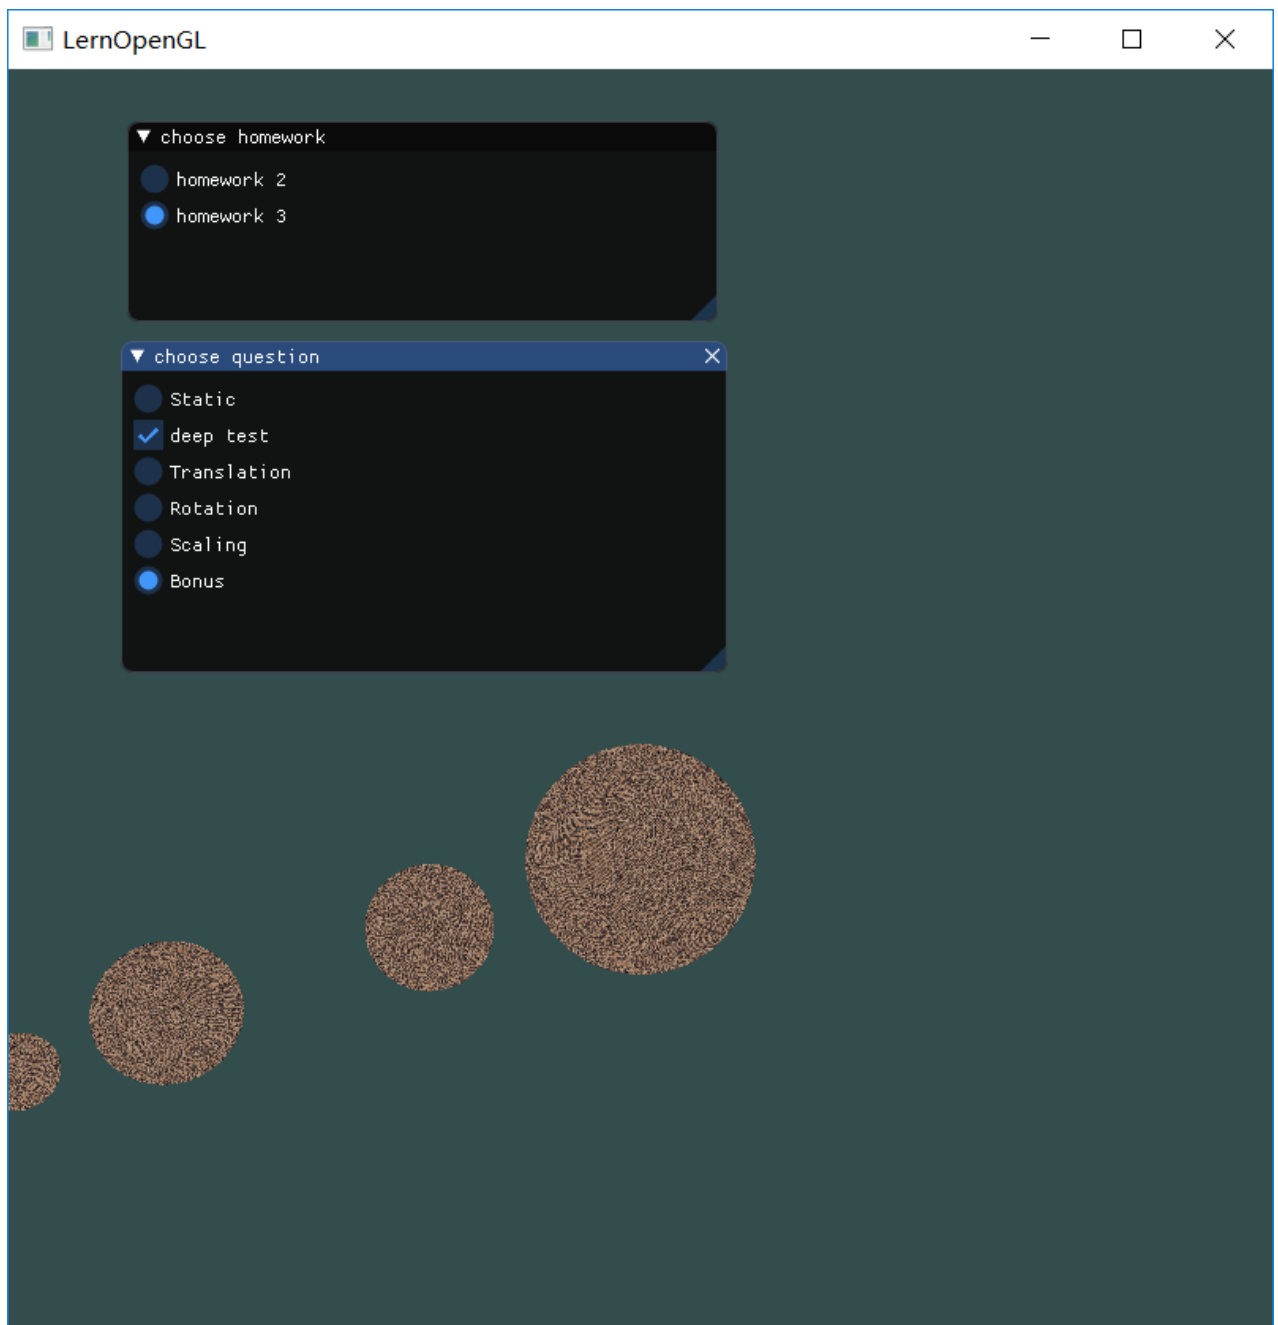 LernOpenGL
choose homework
homework 2
homework 3
choose question
Static
deep test
Translation
Rotation
Scaling
Bonus